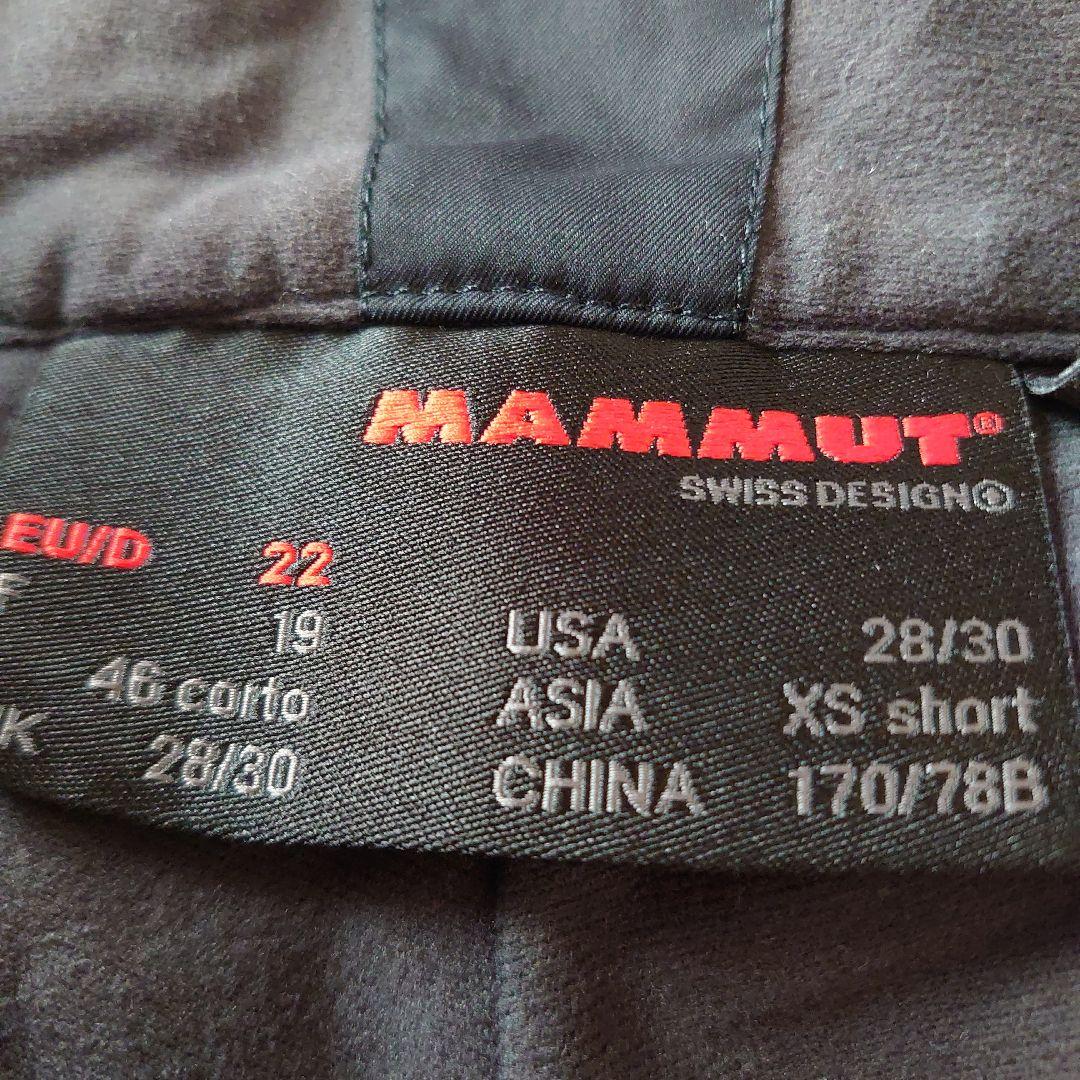 MAMMUT®
SWISS DESIGN
EU/D 22
F 19 USA 28/30
46 corto ASIA XS short
UK 28/30 CHINA 170/78B